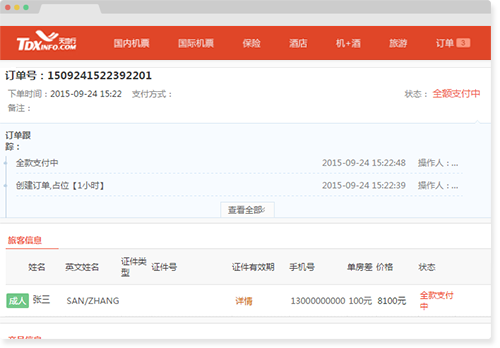 TDXINFO.COM 天地行 国内机票 国际机票 保险 酒店 机+酒 旅游 订单 3
订单号：1509241522392201
下单时间：2015-09-24 15:22 支付方式： 状态： 全额支付中
备注：
订单跟
踪：
全款支付中 2015-09-24 15:22:48 操作人：...
创建订单,占位【1小时】 2015-09-24 15:22:39 操作人：...
查看全部
旅客信息
姓名 英文姓名 证件类型 证件号 证件有效期 手机号 单房差 价格 状态
成人 张三 SAN/ZHANG 详情 13000000000 100元 8100元 全款支付中